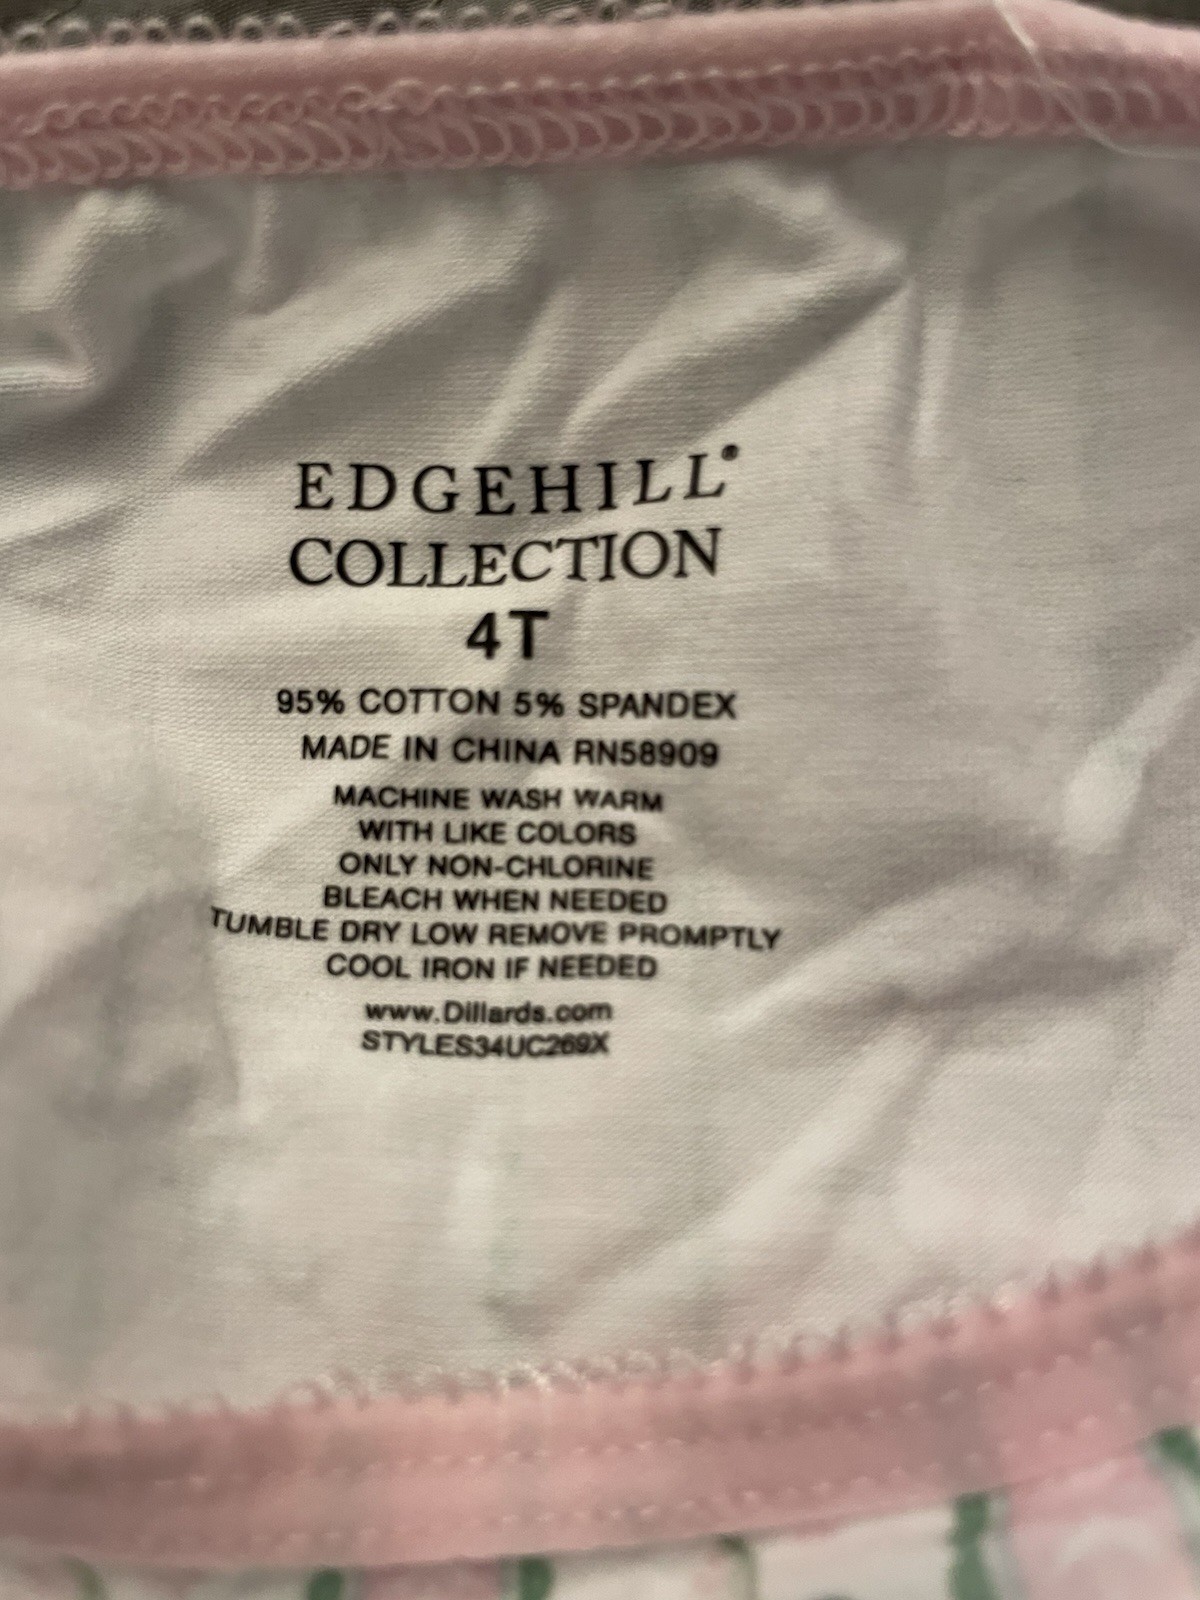 EDGEHILL®
COLLECTION
4T
95% COTTON 5% SPANDEX
MADE IN CHINA RN58909
MACHINE WASH WARM
WITH LIKE COLORS
ONLY NON-CHLORINE
BLEACH WHEN NEEDED
TUMBLE DRY LOW REMOVE PROMPTLY
COOL IRON IF NEEDED
www.Dillards.com
STYLES34UC269X